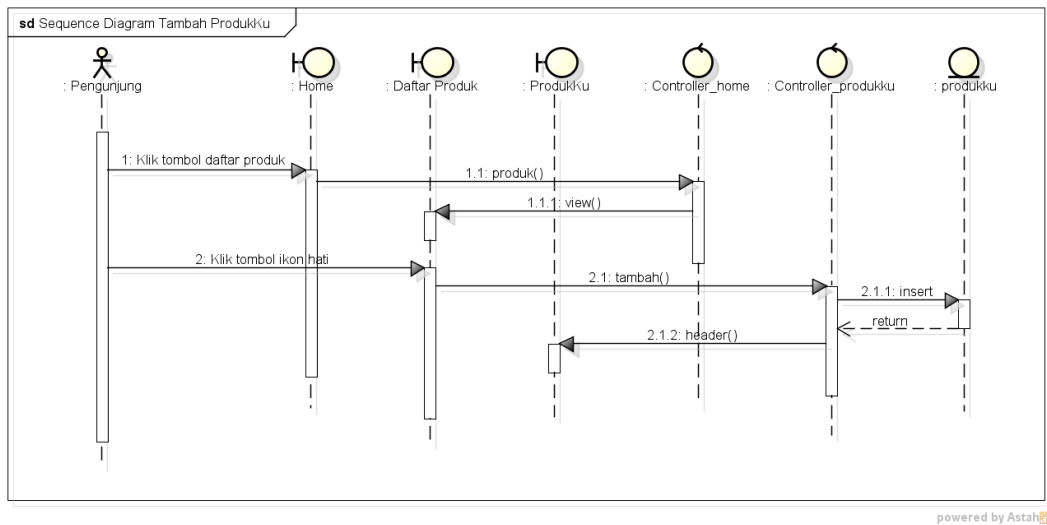 sd Sequence Diagram Tambah ProdukKu
: Pengunjung
: Home
: Daftar Produk
: ProdukKu
: Controller_home
: Controller_produkku
: produkku
1: Klik tombol daftar produk
1.1: produk()
1.1.1: view()
2: Klik tombol ikon hati
2.1: tambah()
2.1.1: insert
return
2.1.2: header()
powered by Astah